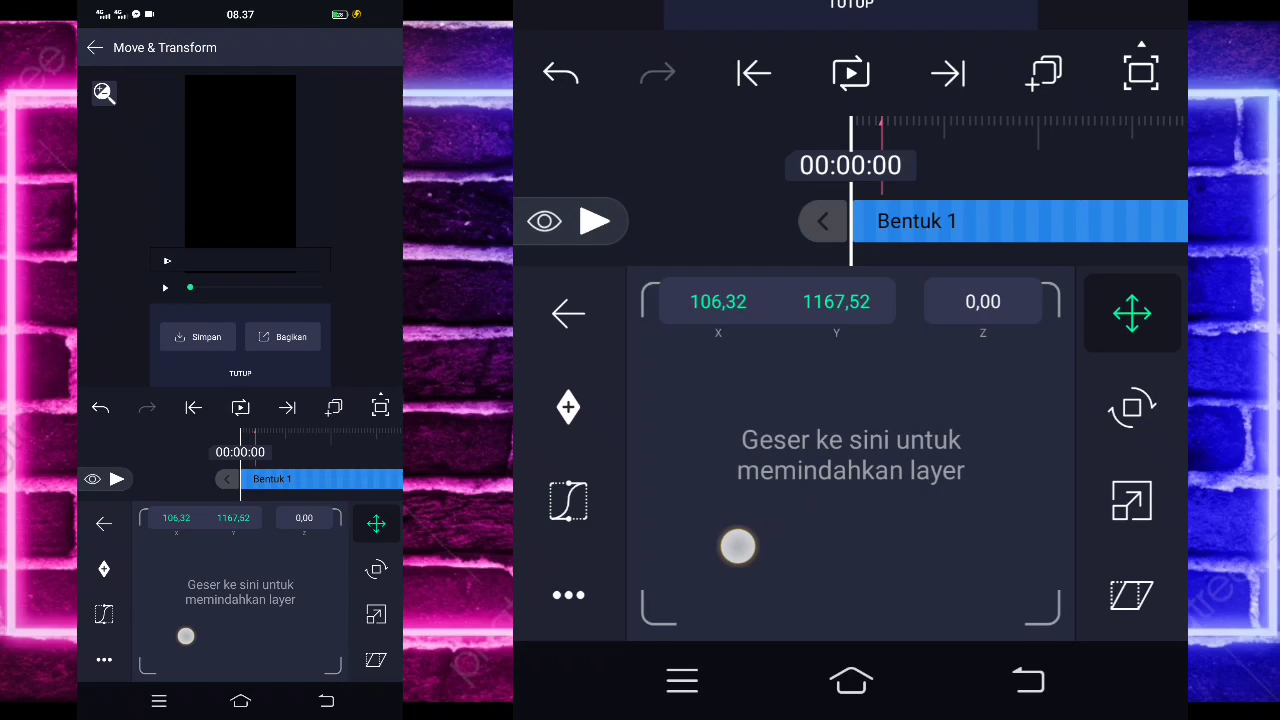 4G 4G
08.37
Move & Transform
Simpan
Bagikan
TUTUP
00:00:00
Bentuk 1
106,32
1167,52
0,00
X
Y
Z
Geser ke sini untuk
memindahkan layer
TUTUP
00:00:00
Bentuk 1
106,32
1167,52
0,00
X
Y
Z
Geser ke sini untuk
memindahkan layer